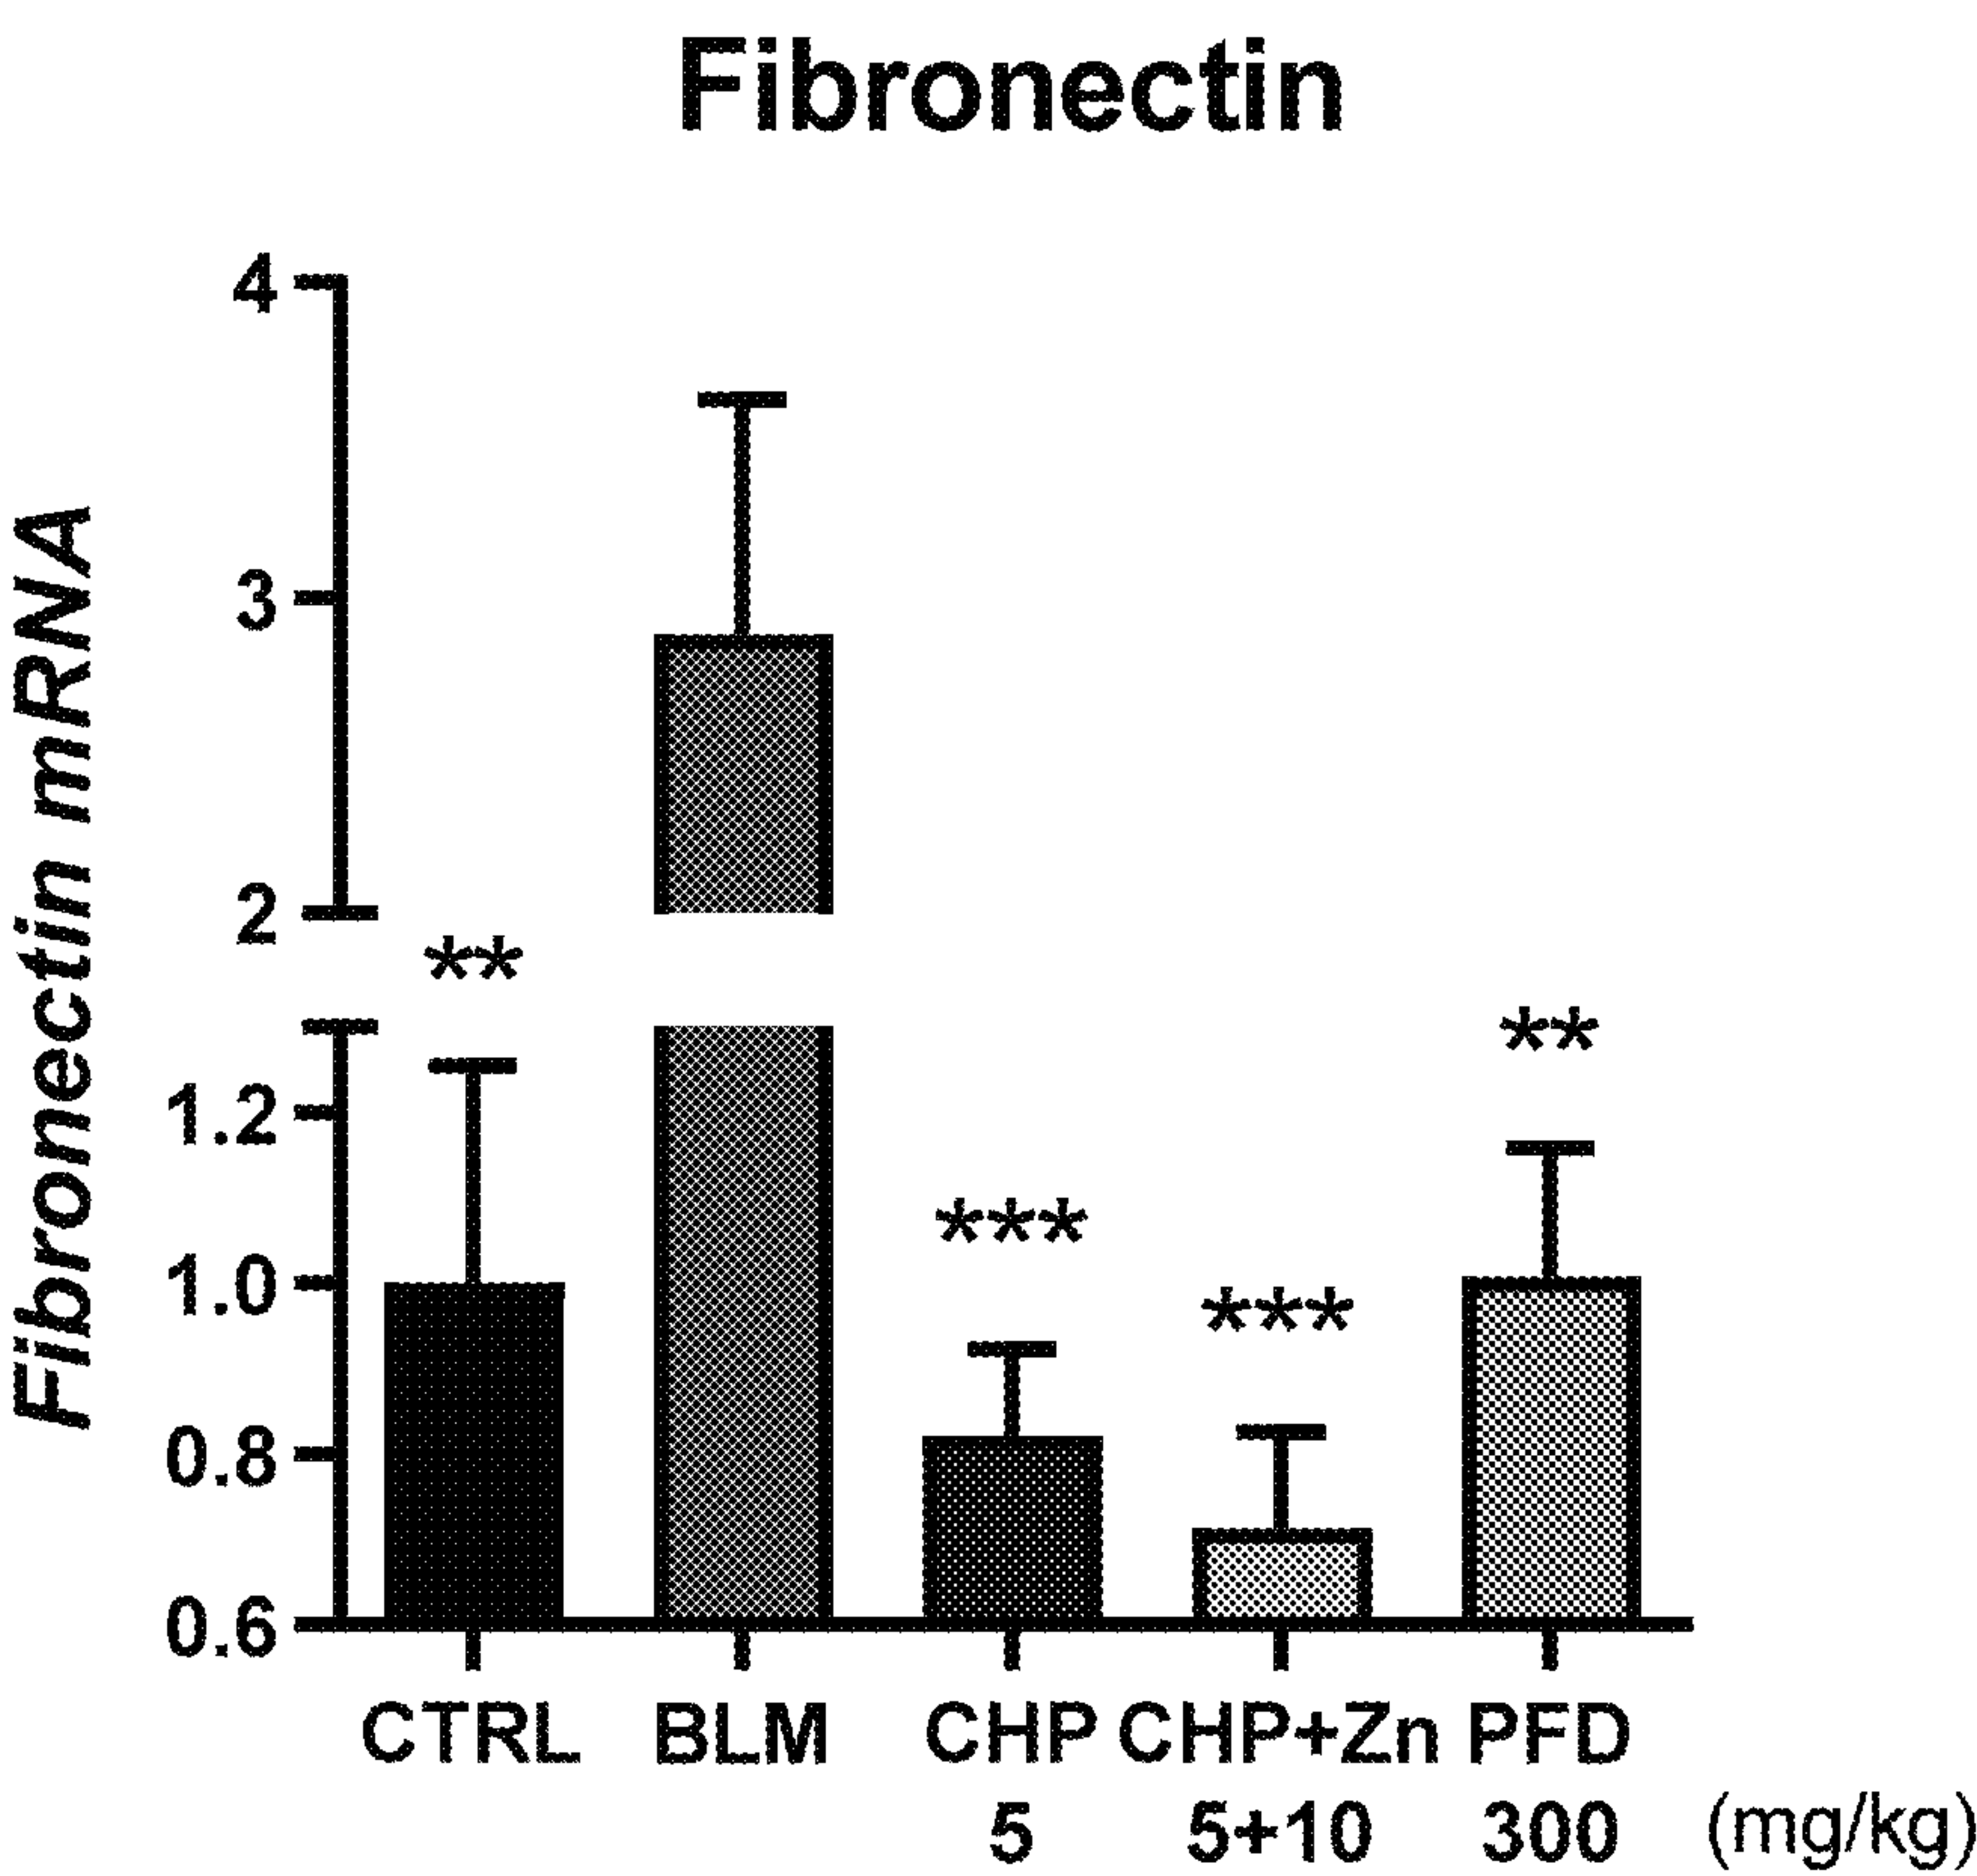 Fibronectin
Fibronectin mRNA
4
3
2
**
1.2
1.0
0.8
0.6
***
***
**
CTRL BLM CHP CHP+Zn PFD
5 5+10 300 (mg/kg)